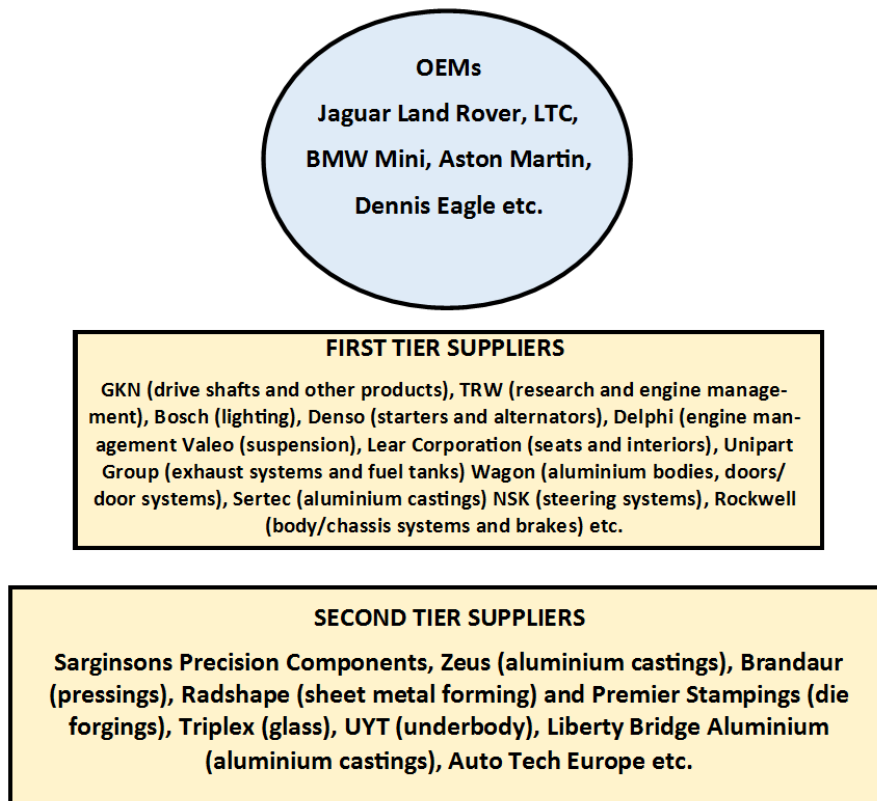 OEMs
Jaguar Land Rover, LTC,
BMW Mini, Aston Martin,
Dennis Eagle etc.
FIRST TIER SUPPLIERS
GKN (drive shafts and other products), TRW (research and engine manage-
ment), Bosch (lighting), Denso (starters and alternators), Delphi (engine man-
agement Valeo (suspension), Lear Corporation (seats and interiors), Unipart
Group (exhaust systems and fuel tanks) Wagon (aluminium bodies, doors/
door systems), Sertec (aluminium castings) NSK (steering systems), Rockwell
(body/chassis systems and brakes) etc.
SECOND TIER SUPPLIERS
Sarginsons Precision Components, Zeus (aluminium castings), Brandaur
(pressings), Radshape (sheet metal forming) and Premier Stampings (die
forgings), Triplex (glass), UYT (underbody), Liberty Bridge Aluminium
(aluminium castings), Auto Tech Europe etc.